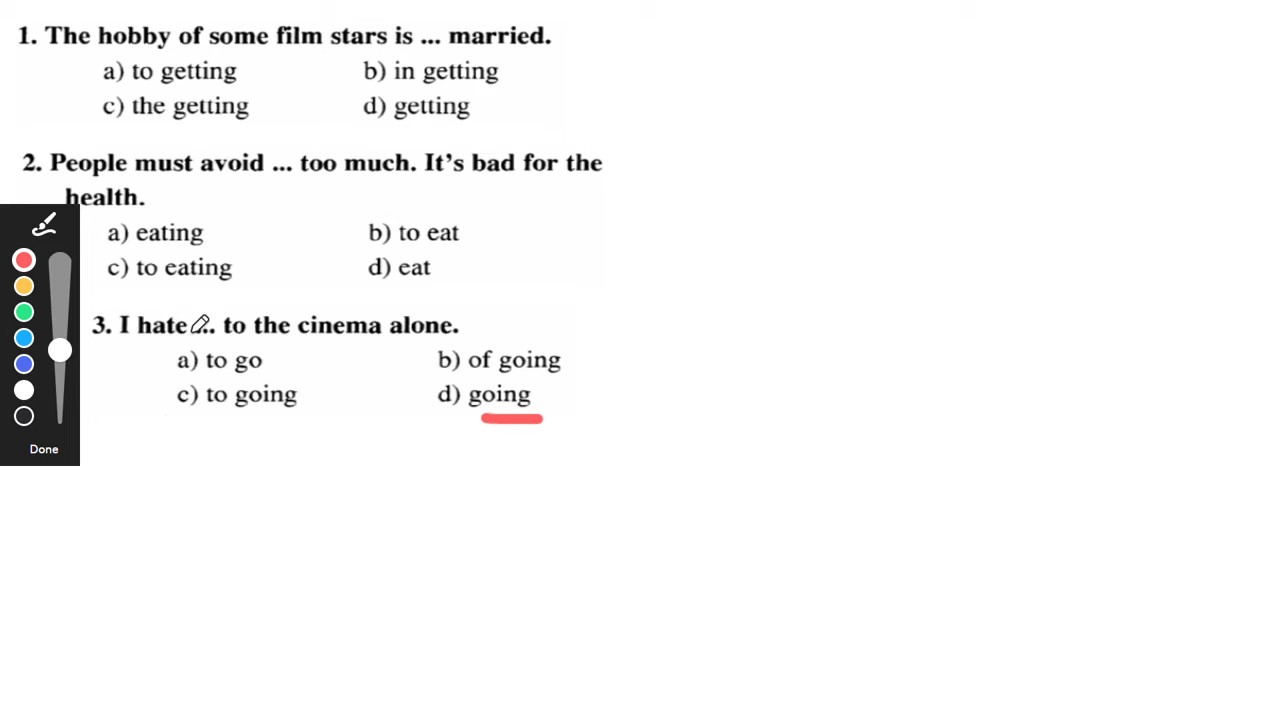 1. The hobby of some film stars is ... married.
a) to getting b) in getting
c) the getting d) getting
2. People must avoid ... too much. It's bad for the
health.
a) eating b) to eat
c) to eating d) eat
3. I hate ... to the cinema alone.
a) to go b) of going
c) to going d) going
Done